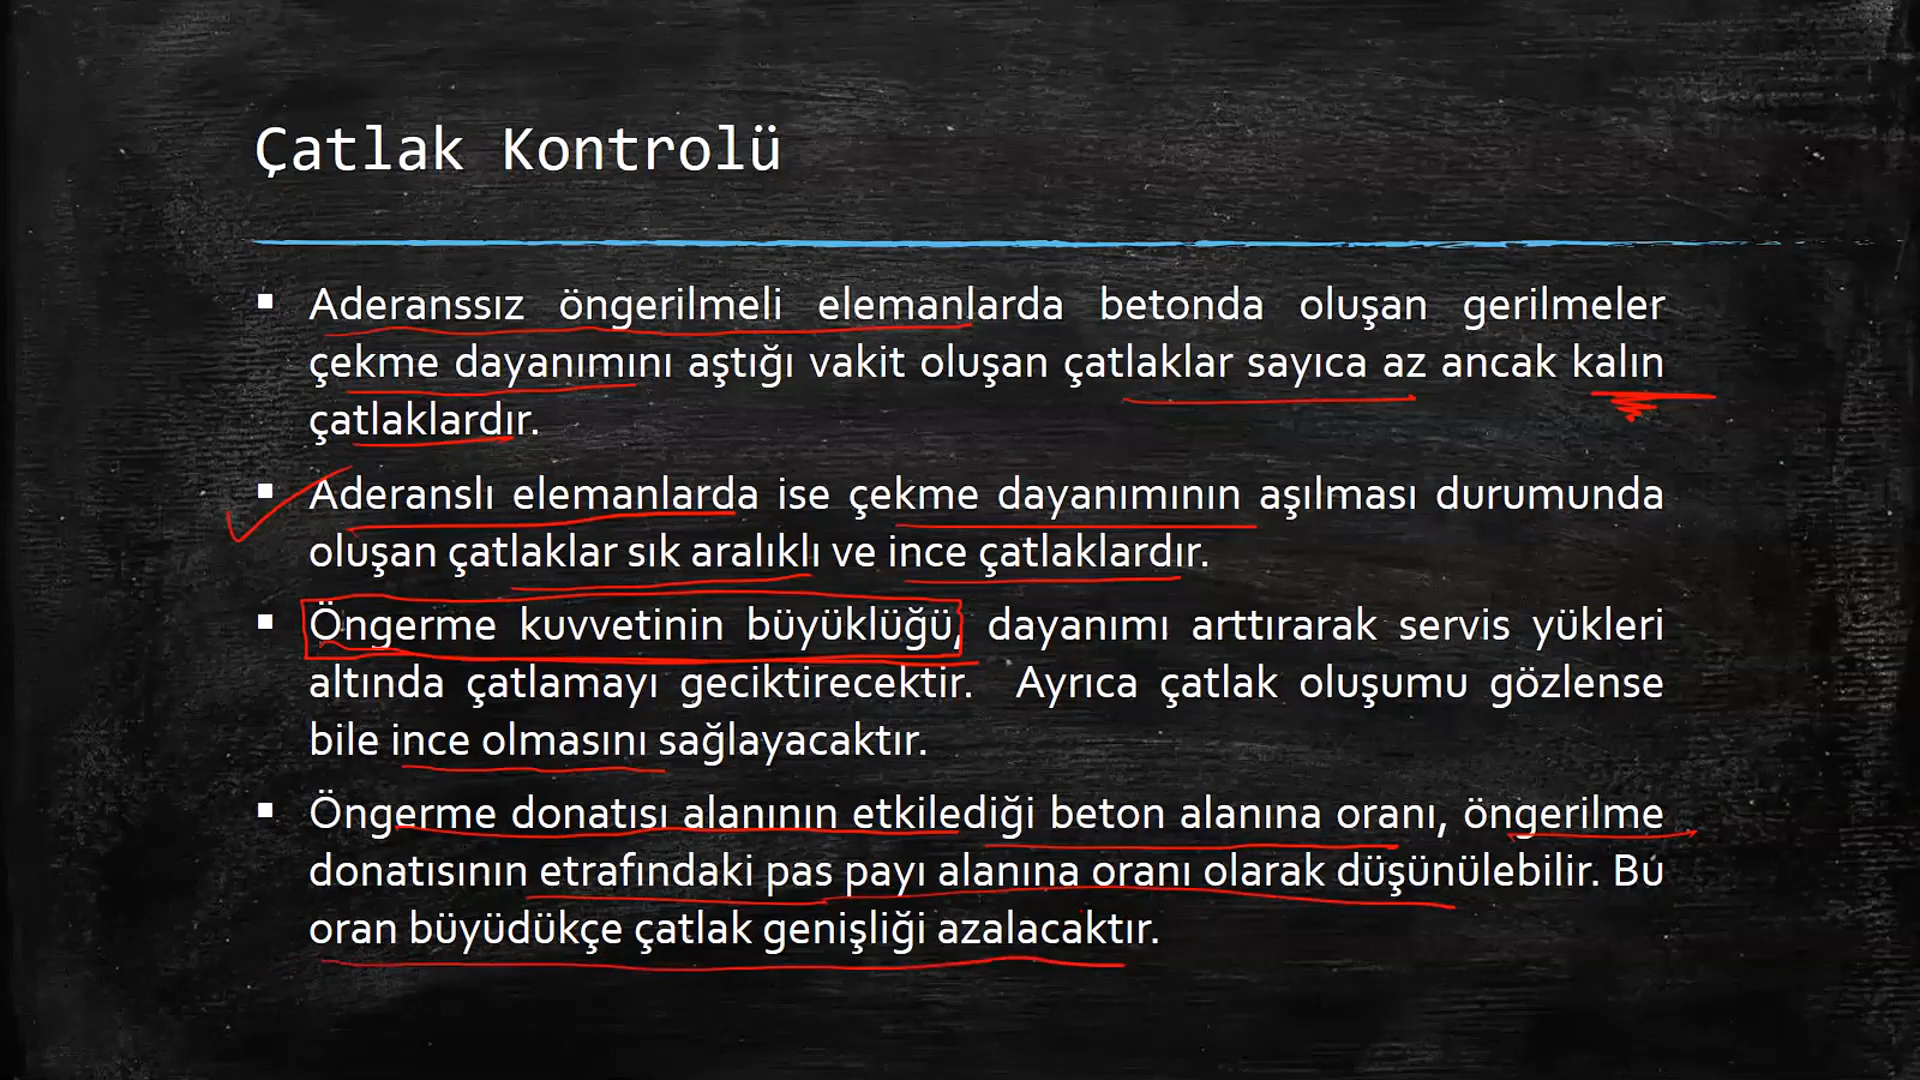 Çatlak Kontrolü
▪ Aderanssız öngerilmeli elemanlarda betonda oluşan gerilmeler
çekme dayanımını aştığı vakit oluşan çatlaklar sayıca az ancak kalın
çatlaklardır.
▪ Aderanslı elemanlarda ise çekme dayanımının aşılması durumunda
oluşan çatlaklar sık aralıklı ve ince çatlaklardır.
▪ Öngerme kuvvetinin büyüklüğü, dayanımı arttırarak servis yükleri
altında çatlamayı geciktirecektir. Ayrıca çatlak oluşumu gözlense
bile ince olmasını sağlayacaktır.
▪ Öngerme donatısı alanının etkilediği beton alanına oranı, öngerilme
donatısının etrafındaki pas payı alanına oranı olarak düşünülebilir. Bu
oran büyüdükçe çatlak genişliği azalacaktır.